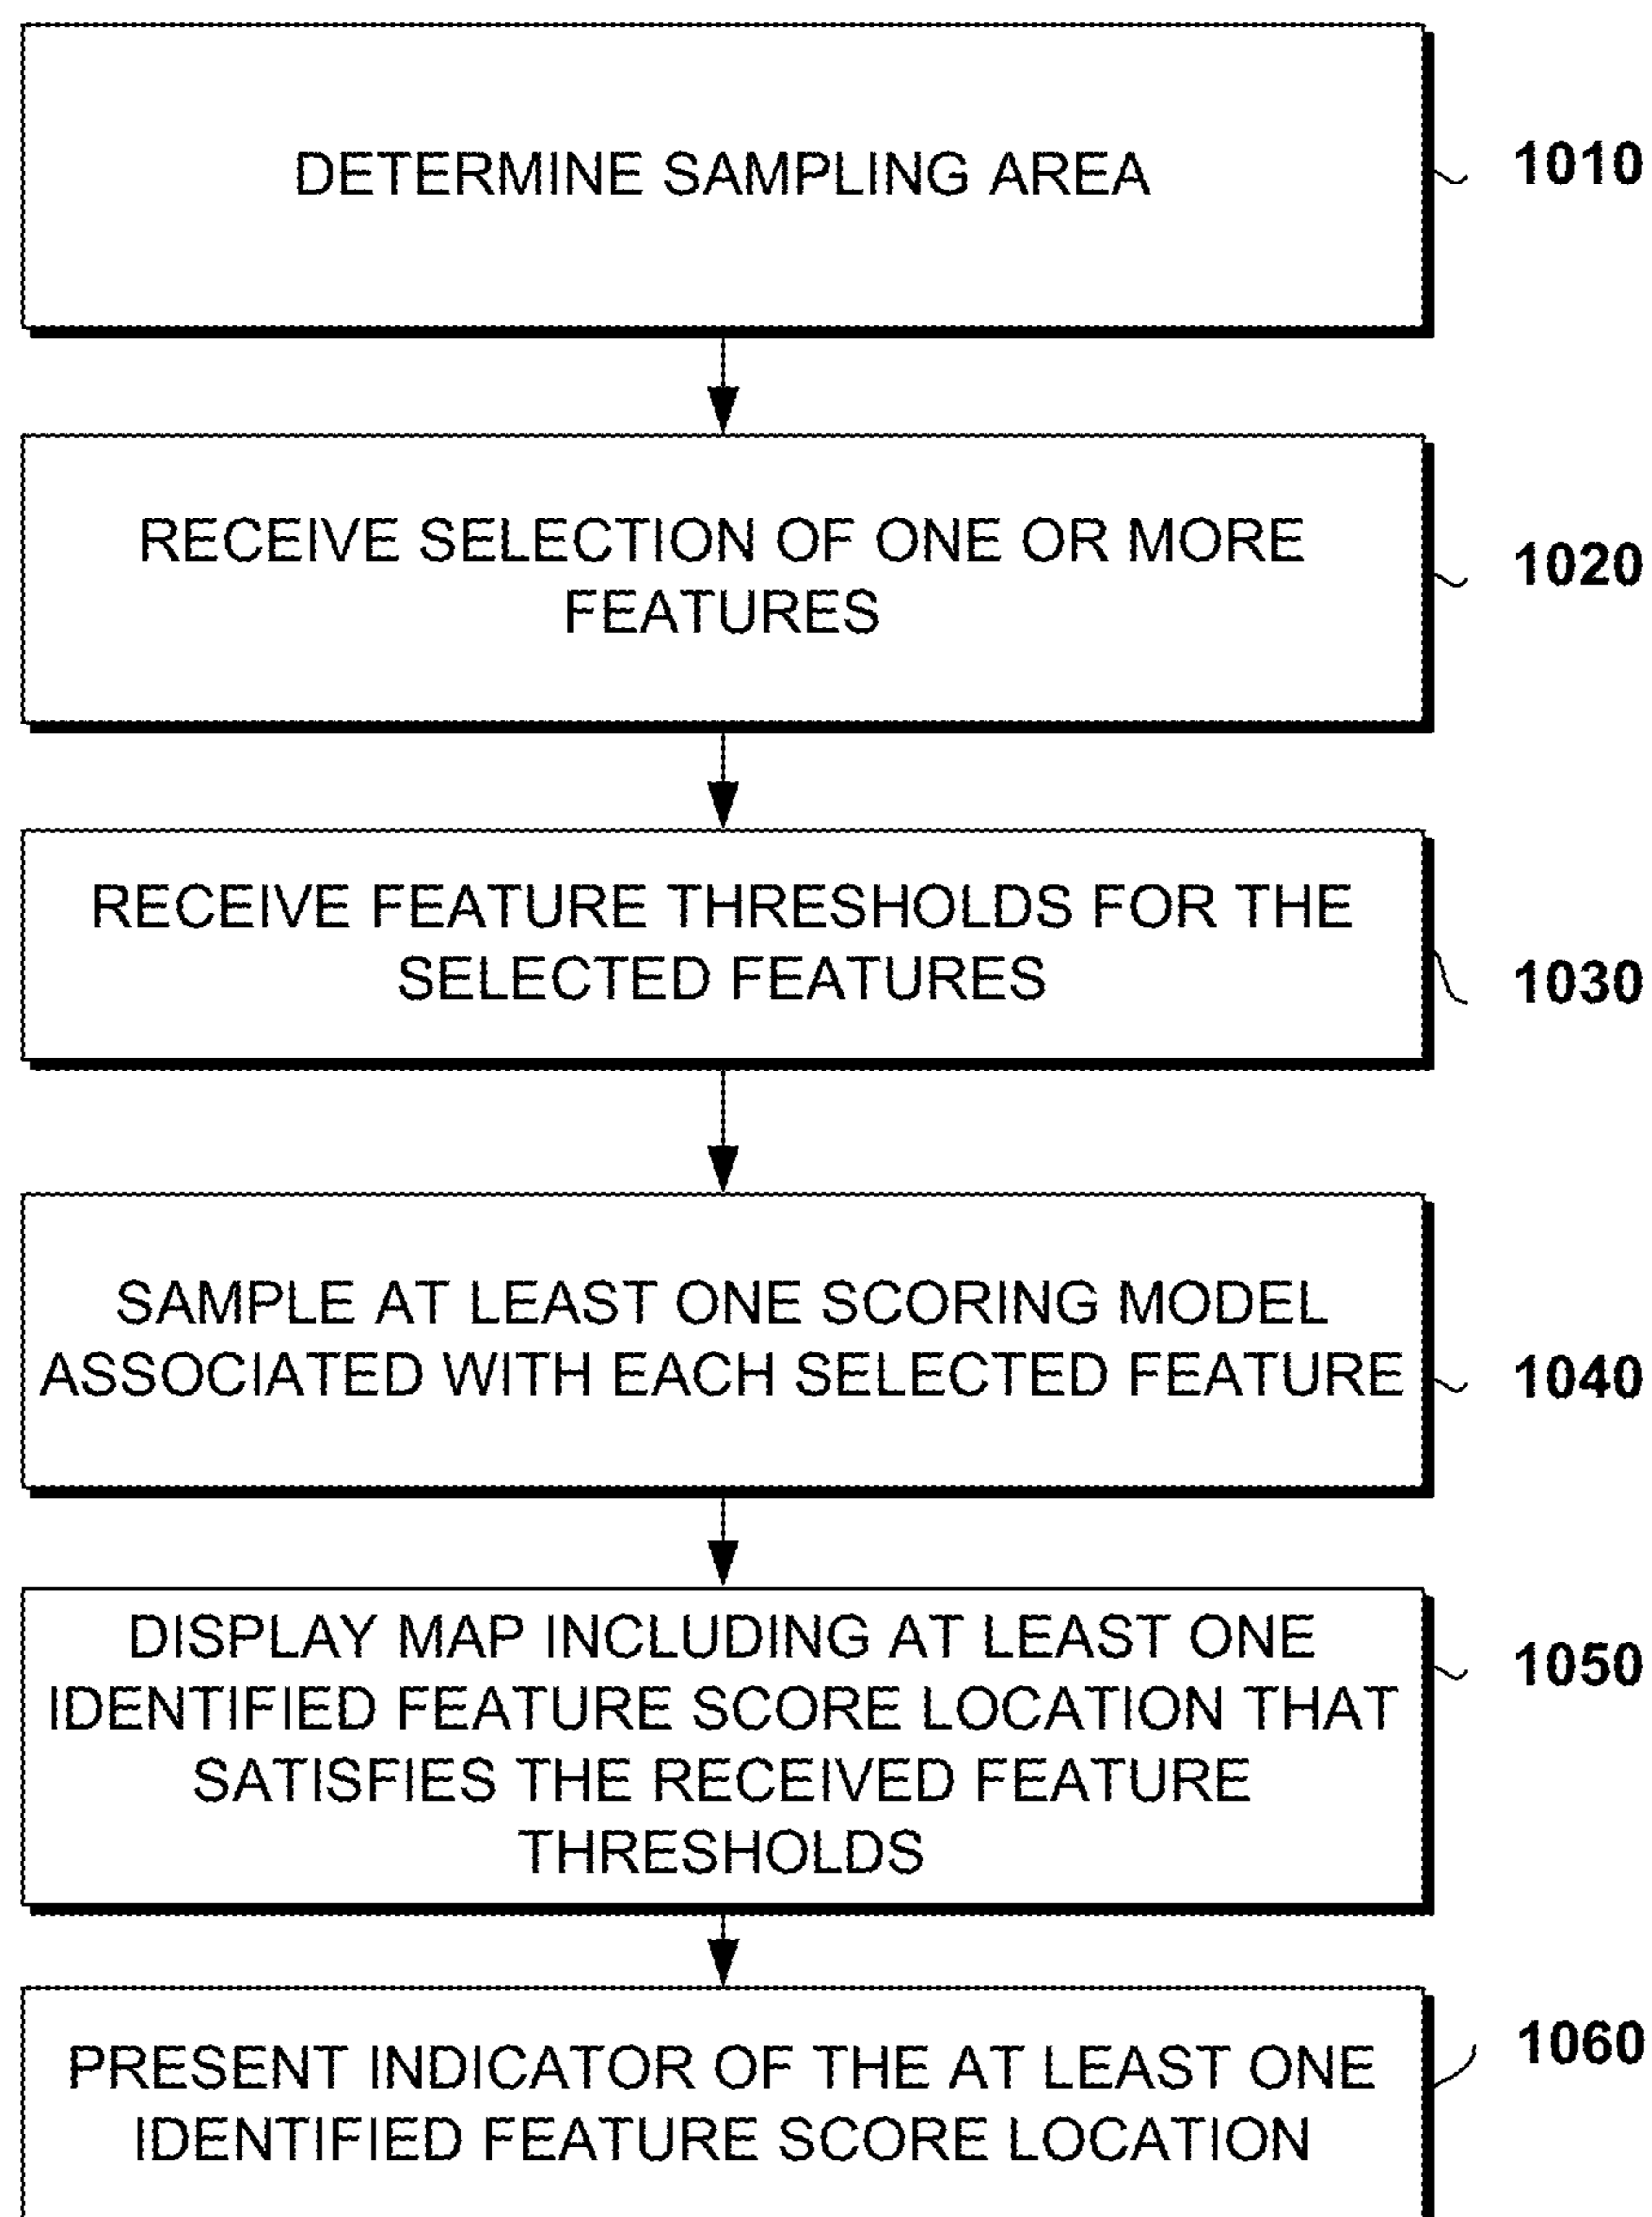 DETERMINE SAMPLING AREA
1010
RECEIVE SELECTION OF ONE OR MORE
FEATURES
1020
RECEIVE FEATURE THRESHOLDS FOR THE
SELECTED FEATURES
1030
SAMPLE AT LEAST ONE SCORING MODEL
ASSOCIATED WITH EACH SELECTED FEATURE
1040
DISPLAY MAP INCLUDING AT LEAST ONE
IDENTIFIED FEATURE SCORE LOCATION THAT
SATISFIES THE RECEIVED FEATURE
THRESHOLDS
1050
PRESENT INDICATOR OF THE AT LEAST ONE
IDENTIFIED FEATURE SCORE LOCATION
1060